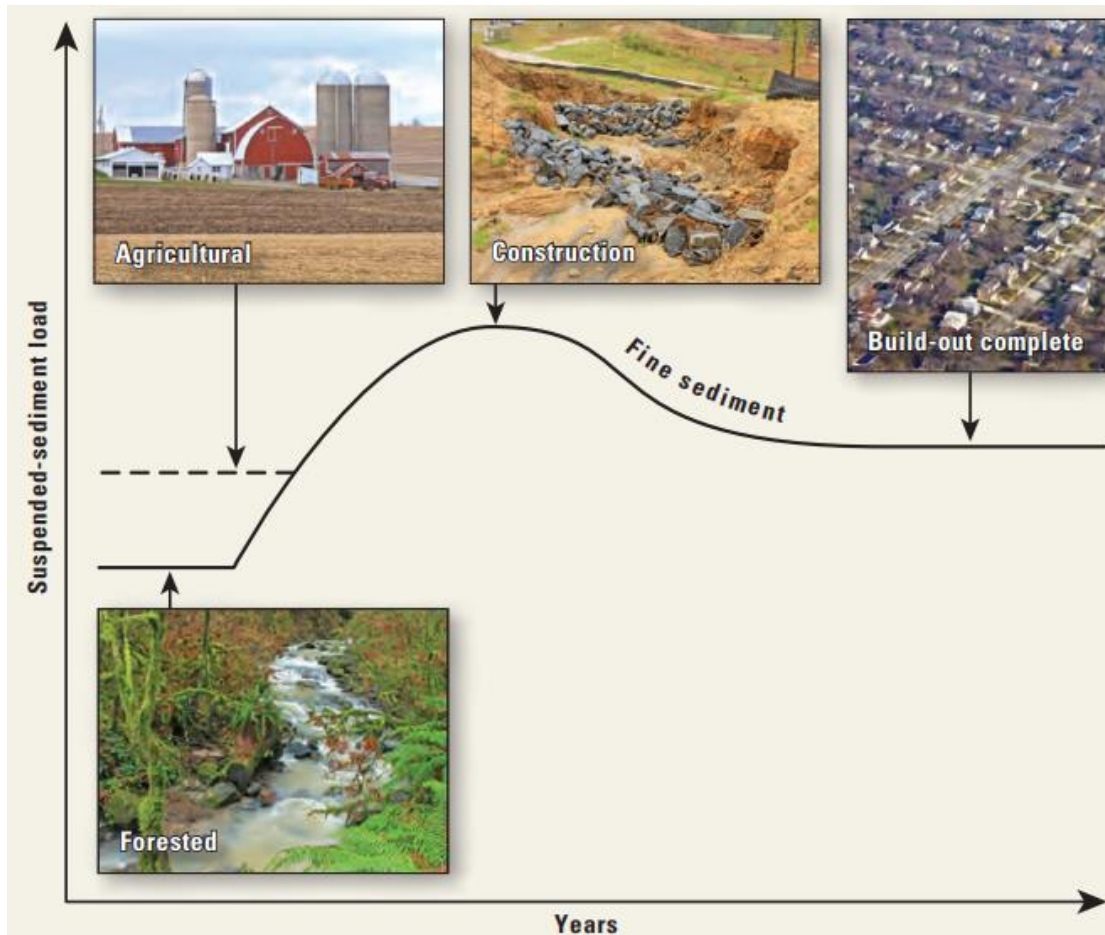 Agricultural
Construction
Build-out complete
Fine sediment
Suspended-sediment load
Forested
Years